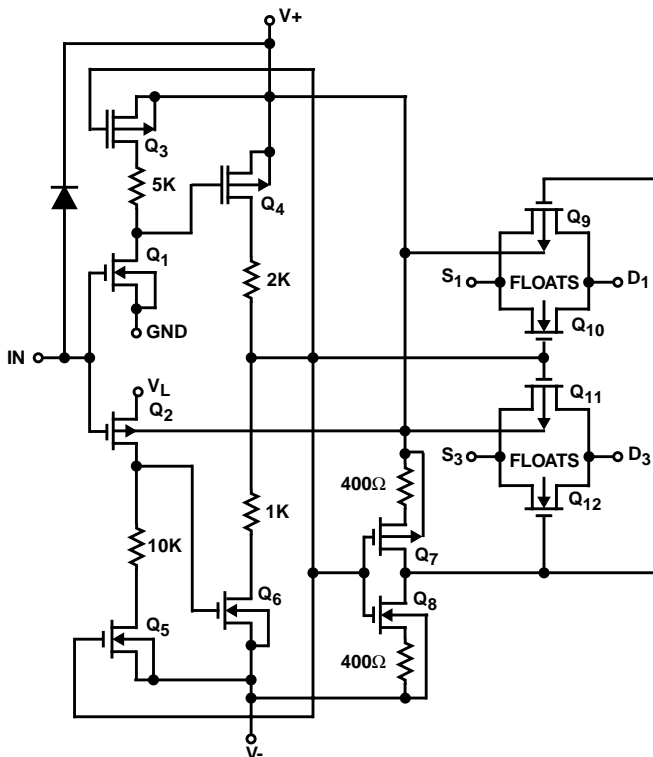 V+
Q3
5K
Q4
Q1
2K
GND
IN
VL
Q2
10K
1K
Q5
Q6
V-
400Ω
Q7
Q8
400Ω
Q9
S1
FLOATS
D1
Q10
Q11
S3
FLOATS
D3
Q12